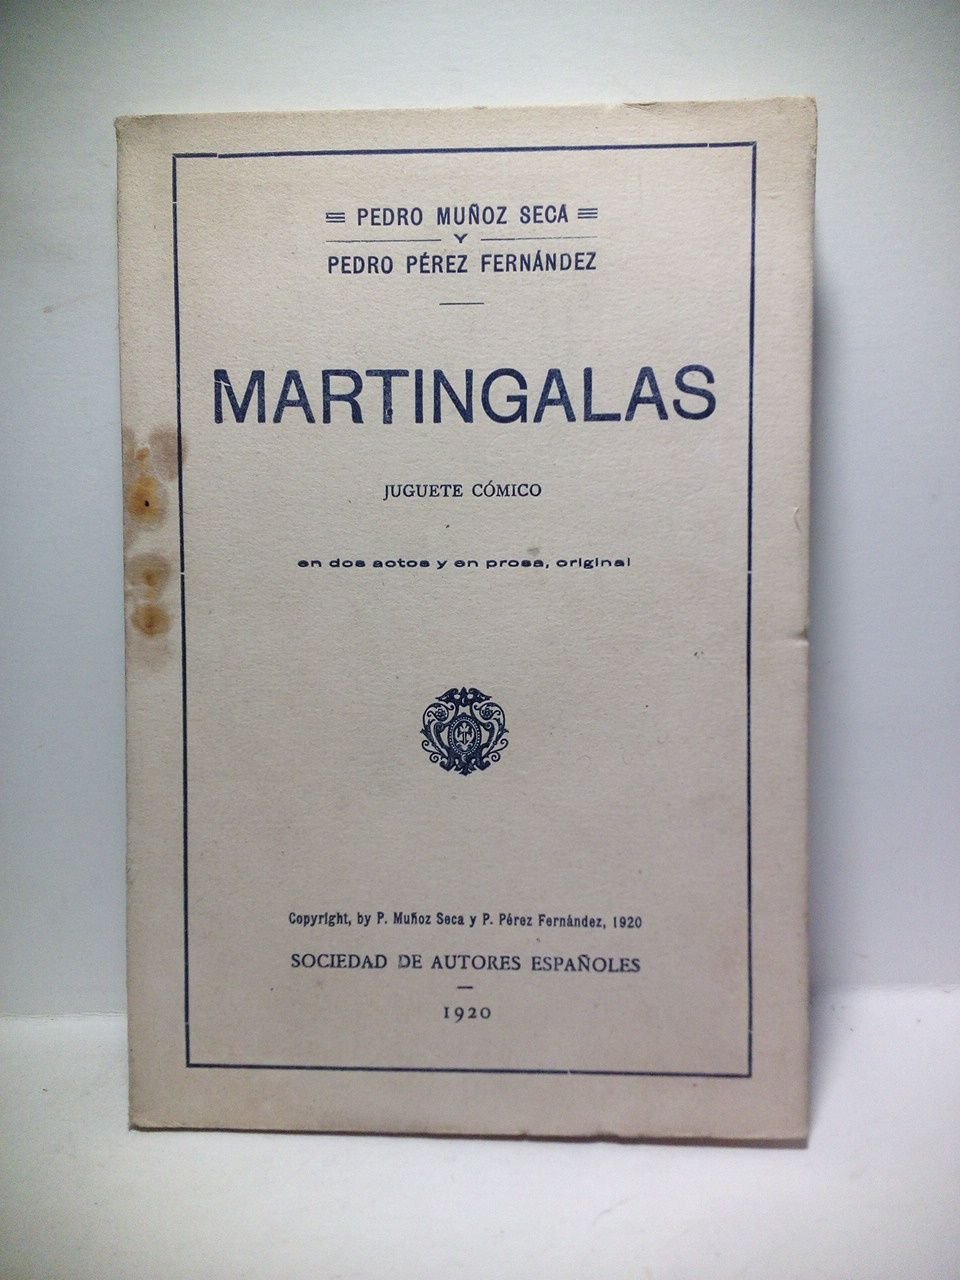 PEDRO MUÑOZ SECA
Y
PEDRO PÉREZ FERNÁNDEZ
MARTINGALAS
JUGUETE CÓMICO
en dos actos y en prosa, original
Copyright, by P. Muñoz Seca y P. Pérez Fernández, 1920
SOCIEDAD DE AUTORES ESPAÑOLES
1920